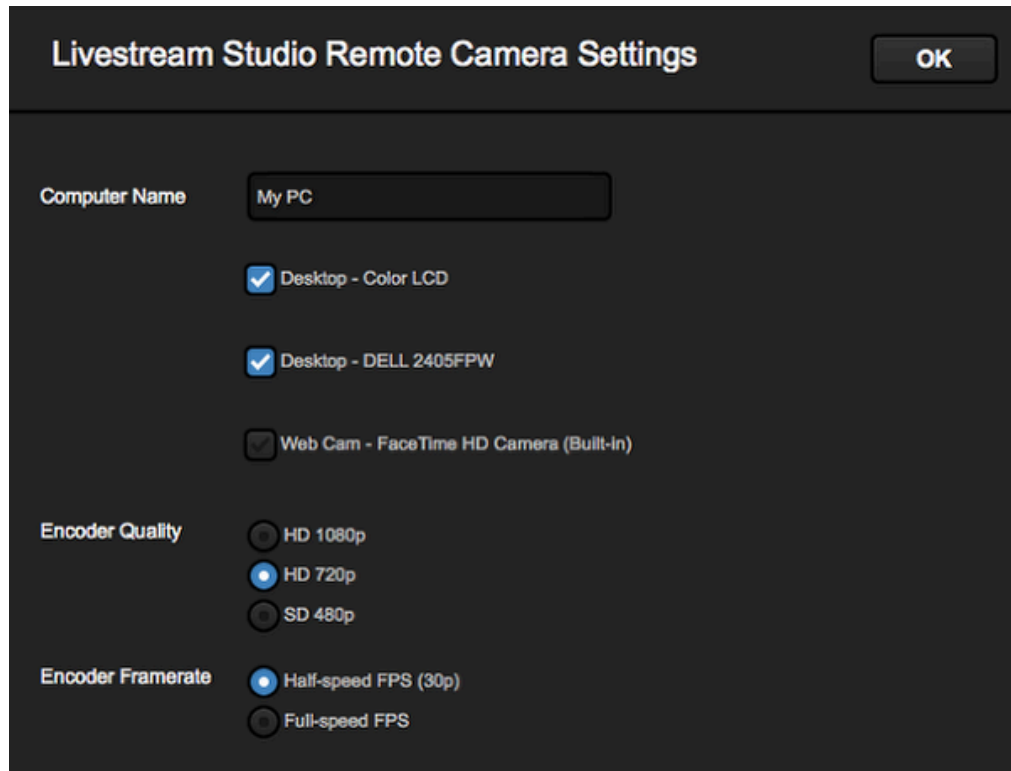 Livestream Studio Remote Camera Settings
OK
Computer Name
My PC
Desktop - Color LCD
Desktop - DELL 2405FPW
Web Cam - FaceTime HD Camera (Built-in)
Encoder Quality
HD 1080p
HD 720p
SD 480p
Encoder Framerate
Half-speed FPS (30p)
Full-speed FPS